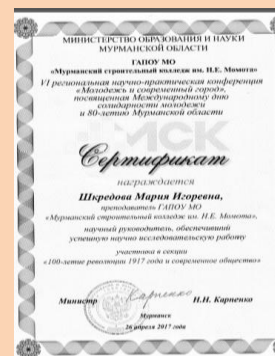 МИНИСТЕРСТВО ОБРАЗОВАНИЯ И НАУКИ
МУРМАНСКОЙ ОБЛАСТИ
ГАПОУ МО
«Мурманский строительный колледж им. Н.Е. Момота»
VI региональная научно-практическая конференция
«Молодежь и современный город»,
посвященная Международному дню
солидарности молодежи
и 80-летию Мурманской области
МСК
Сертификат
награждается
Шкредова Мария Игоревна,
преподаватель ГАПОУ МО
«Мурманский строительный колледж им. Н.Е. Момота»,
научный руководитель, обеспечивший
успешную научно исследовательскую работу
участника в секции
«100-летие революции 1917 года и современное общество»
Министр Карпенко Н.Н. Карпенко
Мурманск
26 апреля 2017 года